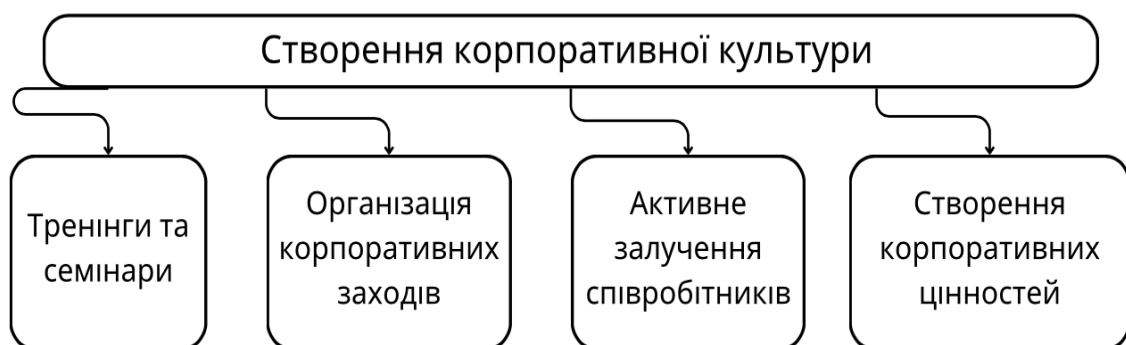 Створення корпоративної культури
Тренінги та
семінари
Організація
корпоративних
заходів
Активне
залучення
співробітників
Створення
корпоративних
цінностей